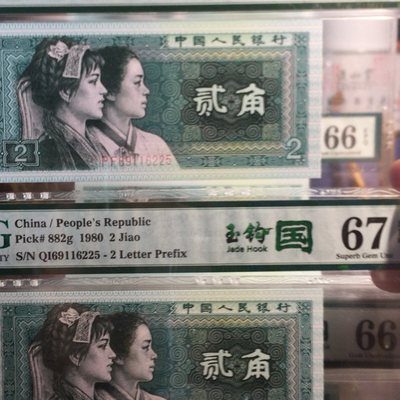 中国人民银行
贰角
PF69116225
2
2
66
EPQ
G
China / People's Republic
Pick# 882g 1980 2 Jiao
S/N QI69116225 - 2 Letter Prefix
玉钩国
Jade Hook
67
Superb Gem Unc
中国人民银行
贰角
66